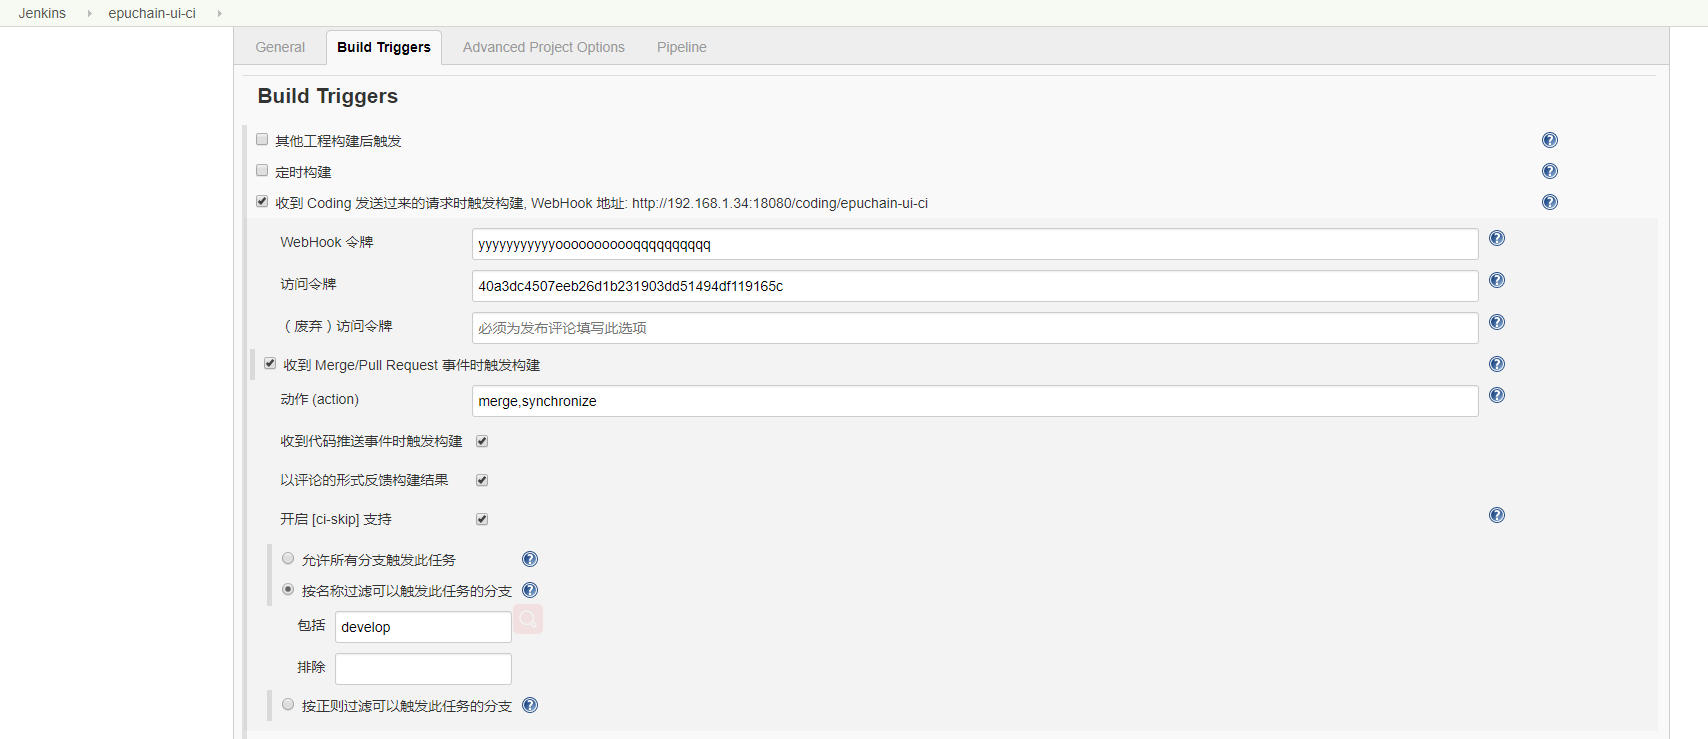 Jenkins epuchain-ui-ci
General Build Triggers Advanced Project Options Pipeline
Build Triggers
其他工程构建后触发
定时构建
收到 Coding 发送过来的请求时触发构建, WebHook 地址: http://192.168.1.34:18080/coding/epuchain-ui-ci
WebHook 令牌 yyyyyyyyyyyoooooooooooqqqqqqqqqq
访问令牌 40a3dc4507eeb26d1b231903dd51494df119165c
（废弃）访问令牌 必须为发布评论填写此选项
收到 Merge/Pull Request 事件时触发构建
动作 (action) merge,synchronize
收到代码推送事件时触发构建
以评论的形式反馈构建结果
开启 [ci-skip] 支持
允许所有分支触发此任务
按名称过滤可以触发此任务的分支
包括 develop
排除
按正则过滤可以触发此任务的分支